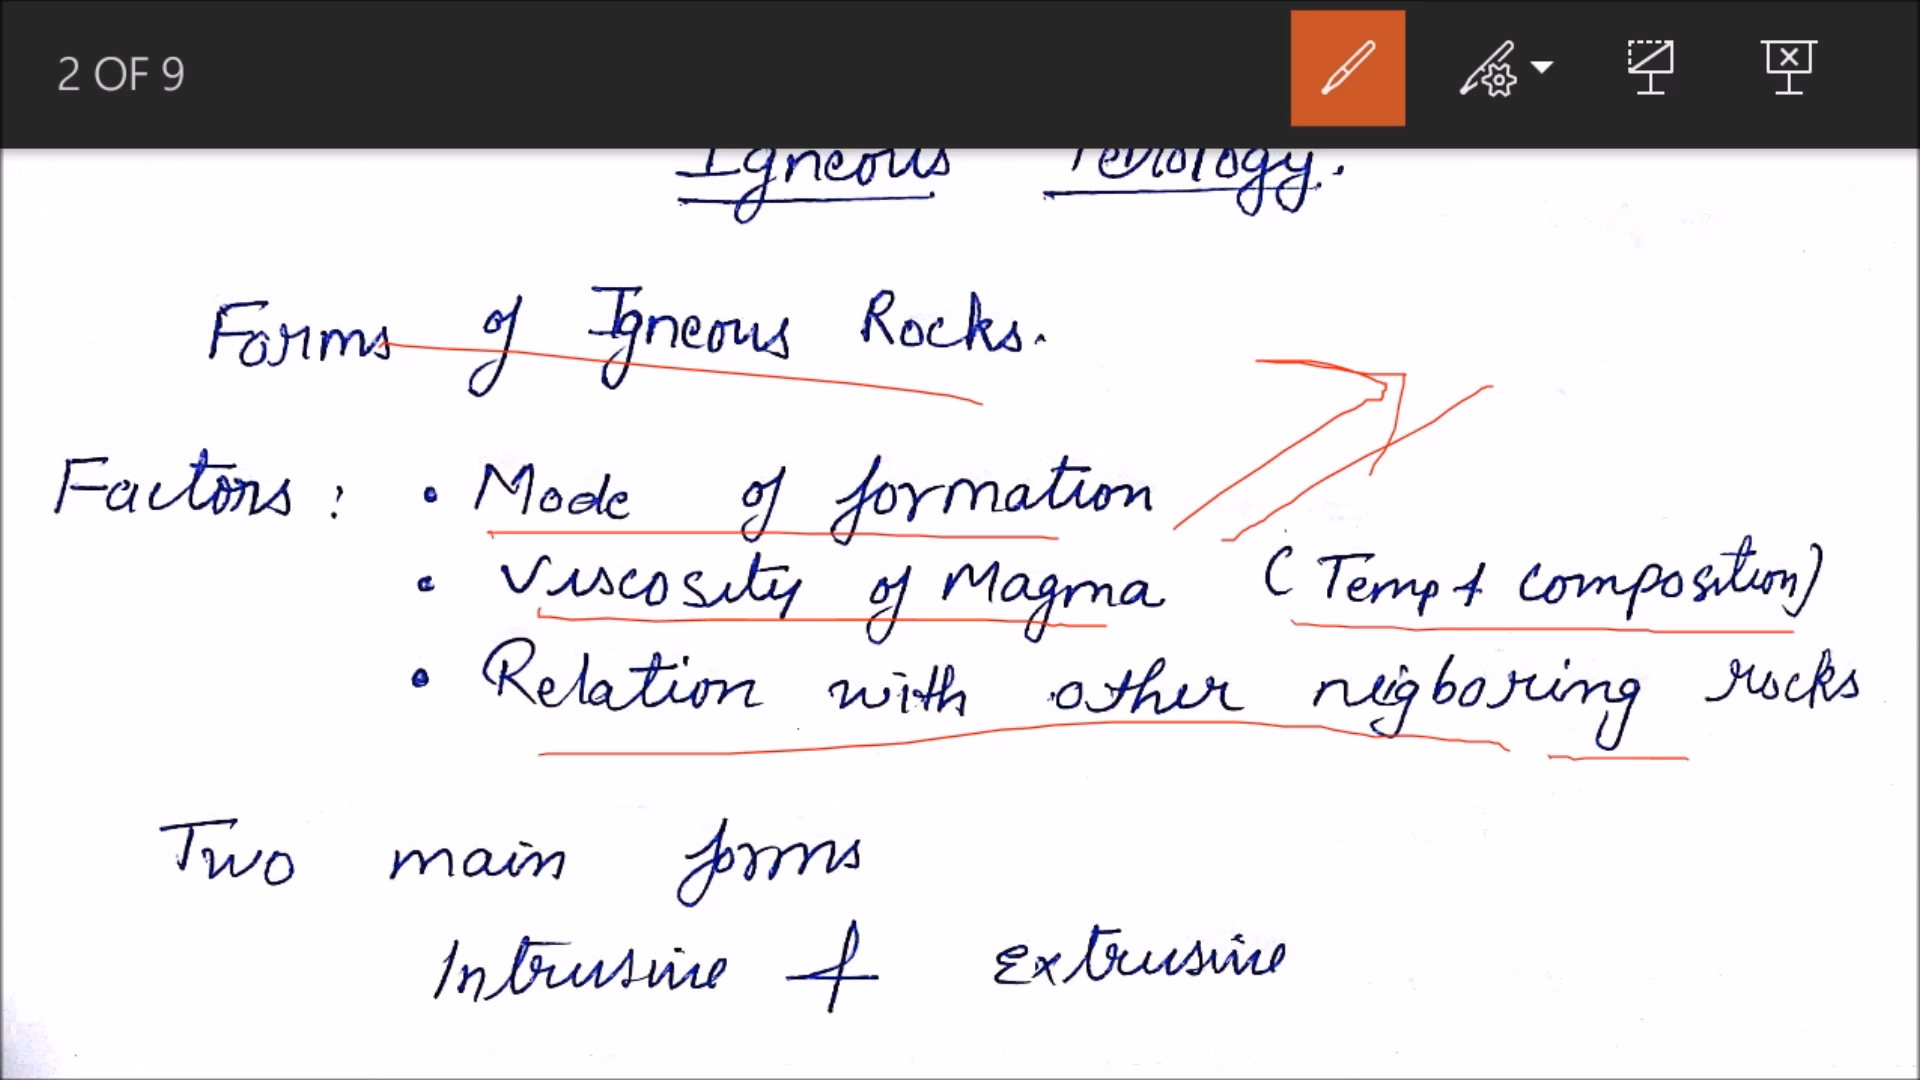 2 OF 9
Igneous Petrology.
Forms of Igneous Rocks.
Factors : • Mode of formation
• Viscosity of Magma (Temp & composition)
• Relation with other neigboring rocks
Two main forms
Intrusive & Extrusive